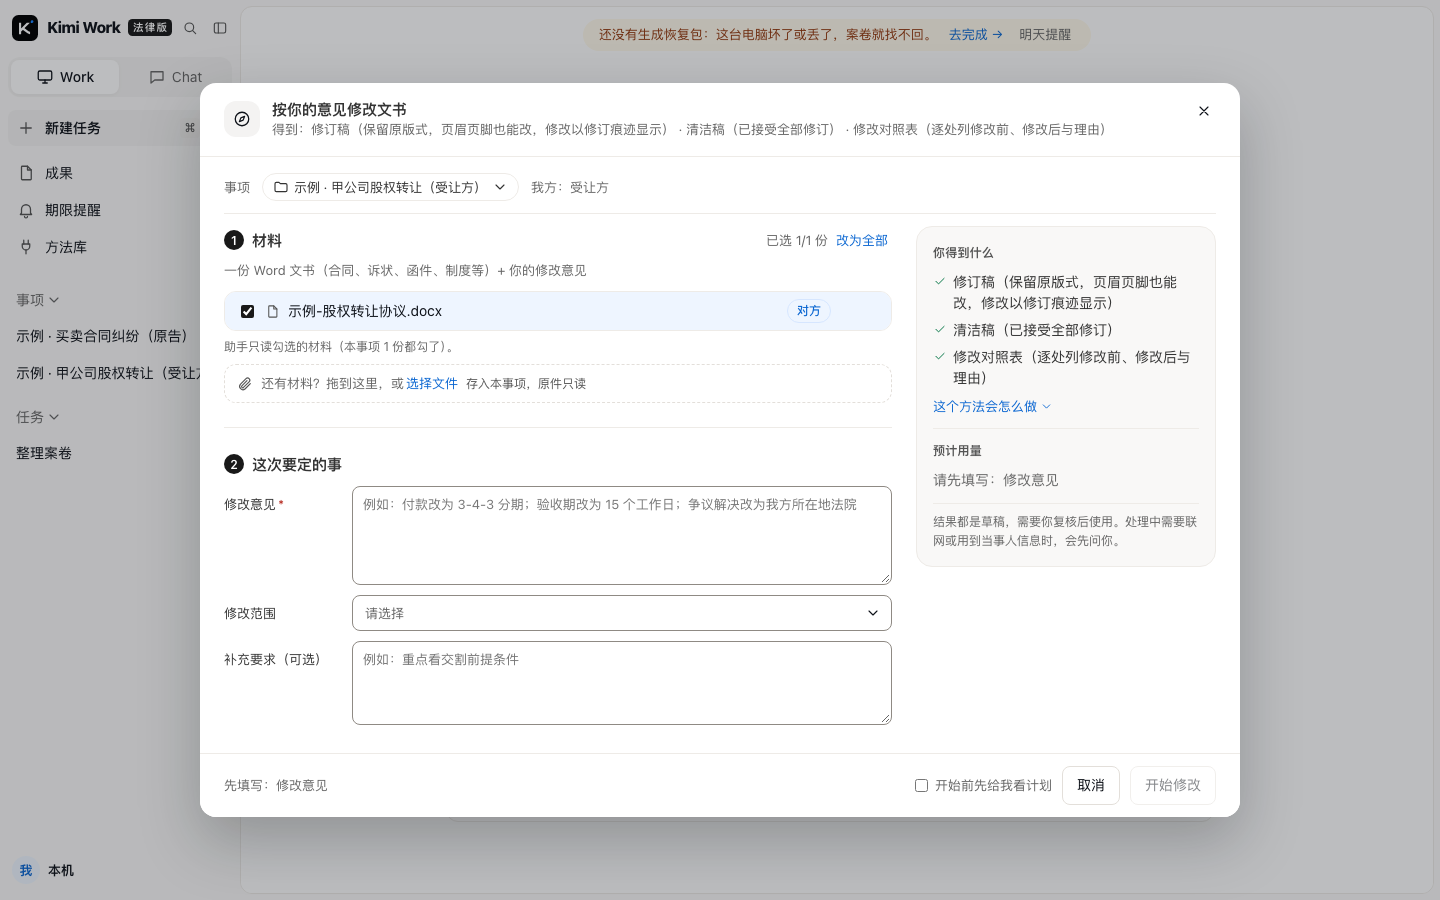 Kimi Work 法律版
还没有生成恢复包：这台电脑坏了或丢了，案卷就找不回。 去完成 → 明天提醒
Work Chat
新建任务 ⌘
成果
期限提醒
方法库
事项
示例 · 买卖合同纠纷（原告）
示例 · 甲公司股权转让（受让
任务
整理案卷
我 本机
按你的意见修改文书
得到：修订稿（保留原版式，页眉页脚也能改，修改以修订痕迹显示） · 清洁稿（已接受全部修订） · 修改对照表（逐处列修改前、修改后与理由）
事项 示例 · 甲公司股权转让（受让方） 我方：受让方
1 材料 已选 1/1 份 改为全部
一份 Word 文书（合同、诉状、函件、制度等）+ 你的修改意见
示例-股权转让协议.docx 对方
助手只读勾选的材料（本事项 1 份都勾了）。
还有材料？拖到这里，或 选择文件 存入本事项，原件只读
2 这次要定的事
修改意见 *
例如：付款改为 3-4-3 分期；验收期改为 15 个工作日；争议解决改为我方所在地法院
修改范围
请选择
补充要求（可选）
例如：重点看交割前提条件
你得到什么
修订稿（保留原版式，页眉页脚也能
改，修改以修订痕迹显示）
清洁稿（已接受全部修订）
修改对照表（逐处列修改前、修改后与
理由）
这个方法会怎么做
预计用量
请先填写：修改意见
结果都是草稿，需要你复核后使用。处理中需要联
网或用到当事人信息时，会先问你。
先填写：修改意见
开始前先给我看计划 取消 开始修改